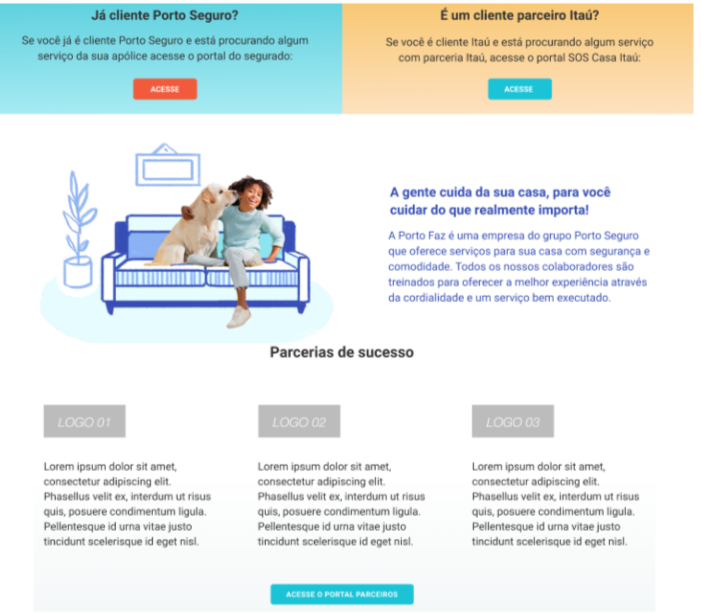 Já cliente Porto Seguro?
Se você já é cliente Porto Seguro e está procurando algum
serviço da sua apólice acesse o portal do segurado:
ACESSE
É um cliente parceiro Itaú?
Se você é cliente Itaú e está procurando algum serviço
com parceria Itaú, acesse o portal SOS Casa Itaú:
ACESSE
A gente cuida da sua casa, para você
cuidar do que realmente importa!
A Porto Faz é uma empresa do grupo Porto Seguro
que oferece serviços para sua casa com segurança e
comodidade. Todos os nossos colaboradores são
treinados para oferecer a melhor experiência através
da cordialidade e um serviço bem executado.
Parcerias de sucesso
LOGO 01
Lorem ipsum dolor sit amet,
consectetur adipiscing elit.
Phasellus velit ex, interdum ut risus
quis, posuere condimentum ligula.
Pellentesque id urna vitae justo
tincidunt scelerisque id eget nisl.
LOGO 02
Lorem ipsum dolor sit amet,
consectetur adipiscing elit.
Phasellus velit ex, interdum ut risus
quis, posuere condimentum ligula.
Pellentesque id urna vitae justo
tincidunt scelerisque id eget nisl.
LOGO 03
Lorem ipsum dolor sit amet,
consectetur adipiscing elit.
Phasellus velit ex, interdum ut risus
quis, posuere condimentum ligula.
Pellentesque id urna vitae justo
tincidunt scelerisque id eget nisl.
ACESSE O PORTAL PARCEIROS